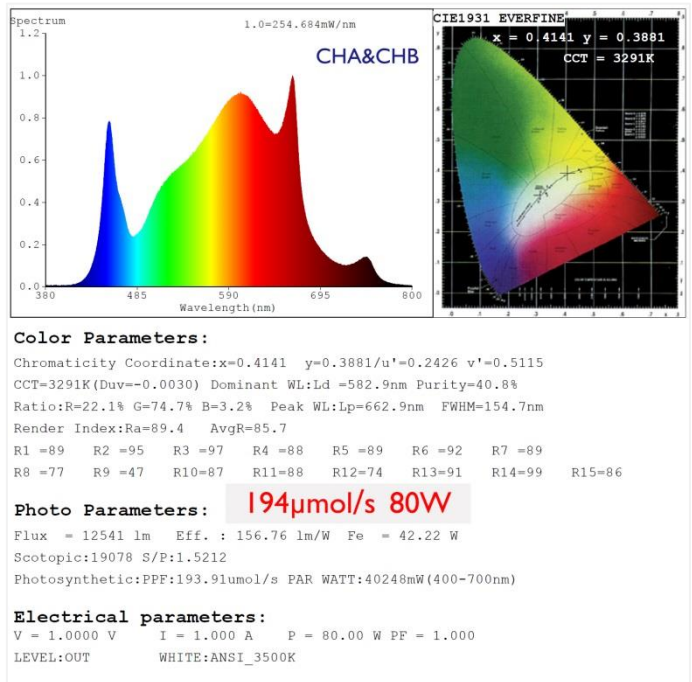 Spectrum
1.0=254.684mW/nm
CHA&CHB
1.2
1.0
0.8
0.6
0.4
0.2
0.0
380 485 590 695 800
Wavelength(nm)
CIE1931 EVERFINE
x = 0.4141 y = 0.3881
CCT = 3291K
Color Parameters:
Chromaticity Coordinate:x=0.4141 y=0.3881/u'=0.2426 v'=0.5115
CCT=3291K(Duv=-0.0030) Dominant WL:Ld =582.9nm Purity=40.8%
Ratio:R=22.1% G=74.7% B=3.2% Peak WL:Lp=662.9nm FWHM=154.7nm
Render Index:Ra=89.4 AvgR=85.7
R1 =89 R2 =95 R3 =97 R4 =88 R5 =89 R6 =92 R7 =89
R8 =77 R9 =47 R10=87 R11=88 R12=74 R13=91 R14=99 R15=86
Photo Parameters:
194μmol/s 80W
Flux = 12541 lm Eff. : 156.76 lm/W Fe = 42.22 W
Scotopic:19078 S/P:1.5212
Photosynthetic:PPF:193.91umol/s PAR WATT:40248mW(400-700nm)
Electrical parameters:
V = 1.0000 V I = 1.000 A P = 80.00 W PF = 1.000
LEVEL:OUT WHITE:ANSI_3500K